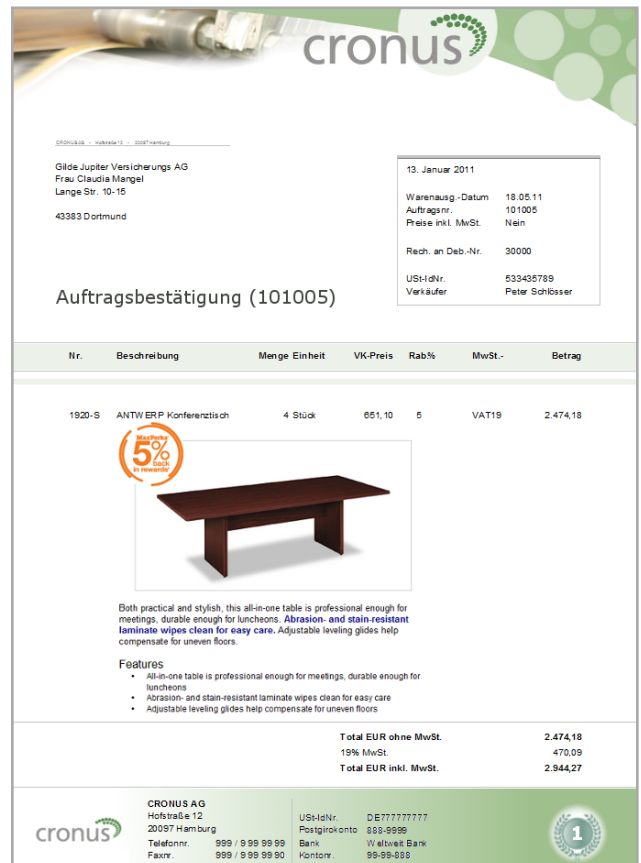 cronus
CRONUS AG - Hofstraße 12 - 20097 Hamburg
Gilde Jupiter Versicherungs AG
Frau Claudia Mangel
Lange Str. 10-15
43383 Dortmund
13. Januar 2011
Warenausg.-Datum 18.05.11
Auftragsnr. 101005
Preise inkl. MwSt. Nein
Rech. an Deb.-Nr. 30000
USt-IdNr. 533435789
Verkäufer Peter Schlösser
Auftragsbestätigung (101005)
Nr. Beschreibung Menge Einheit VK-Preis Rab% MwSt.- Betrag
1920-S ANTWERP Konferenztisch 4 Stück 651,10 5 VAT19 2.474,18
MaxPerks
5%
back
in rewards
Both practical and stylish, this all-in-one table is professional enough for
meetings, durable enough for luncheons. Abrasion- and stain-resistant
laminate wipes clean for easy care. Adjustable leveling glides help
compensate for uneven floors.
Features
• All-in-one table is professional enough for meetings, durable enough for
luncheons
• Abrasion- and stain-resistant laminate wipes clean for easy care
• Adjustable leveling glides help compensate for uneven floors
Total EUR ohne MwSt. 2.474,18
19% MwSt. 470,09
Total EUR inkl. MwSt. 2.944,27
cronus
CRONUS AG
Hofstraße 12
20097 Hamburg
Telefonnr. 999 / 9 99 99 99
Faxnr. 999 / 9 99 99 90
USt-IdNr. DE777777777
Postgirokonto 888-9999
Bank Weltweit Bank
Kontonr. 99-99-888
1